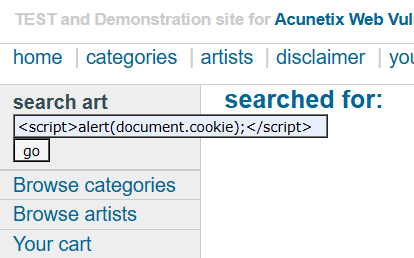 TEST and Demonstration site for Acunetix Web Vul
home | categories | artists | disclaimer | you
search art
<script>alert(document.cookie);</script>
go
Browse categories
Browse artists
Your cart
searched for: